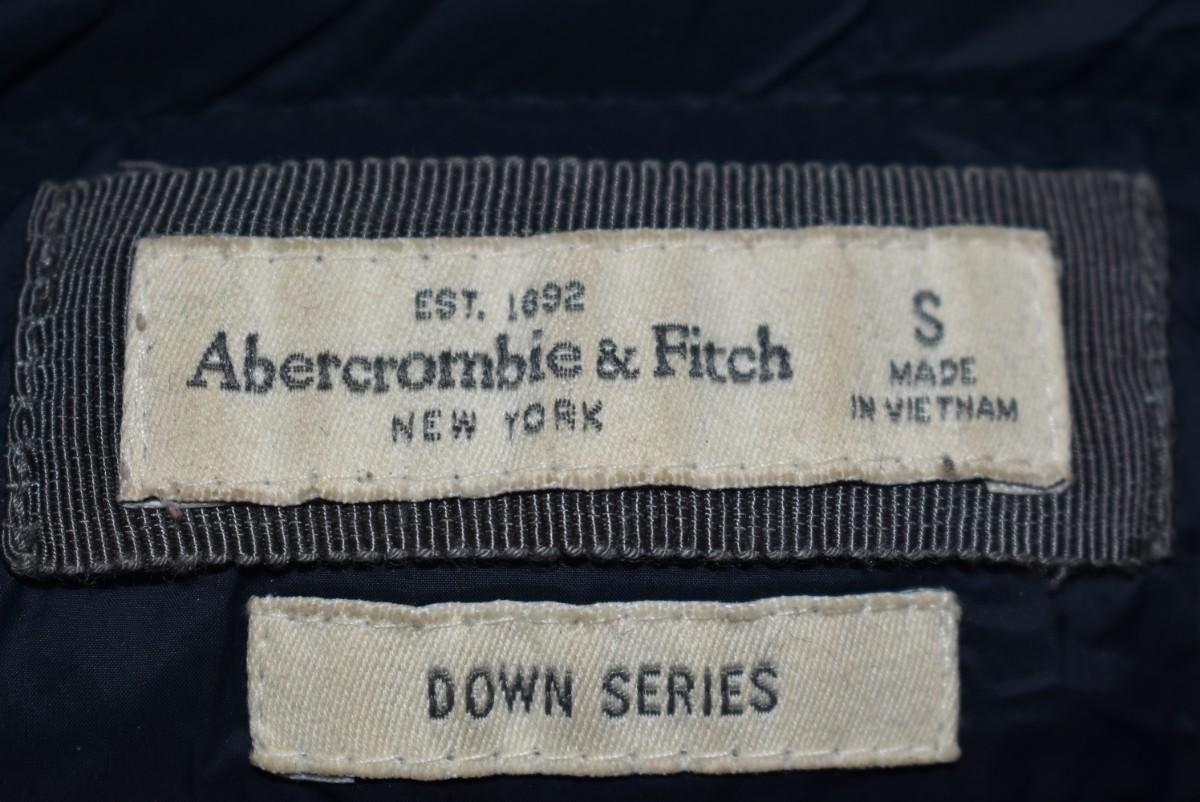 EST. 1892
Abercrombie & Fitch
NEW YORK
S
MADE
IN VIETNAM
DOWN SERIES